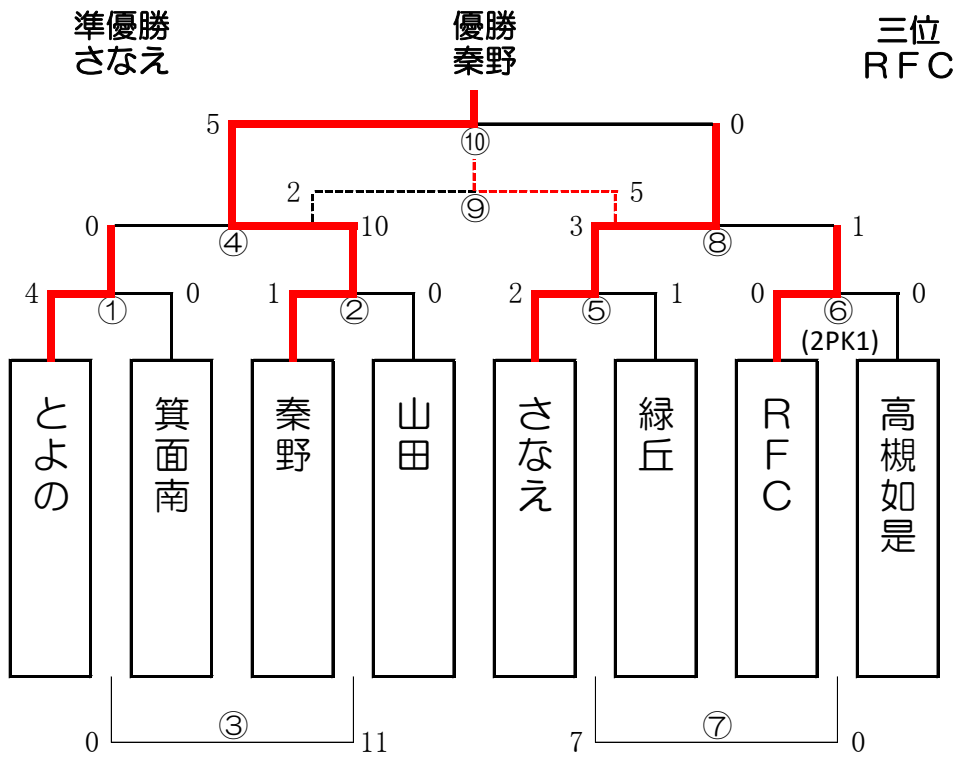 準優勝
さなえ
優勝
秦野
三位
RFC
5
0
⑩
2
5
⑨
0
10
3
1
④
⑧
4
0
1
0
2
1
0
0
①
②
⑤
⑥
(2PK1)
とよの
箕面南
秦野
山田
さなえ
緑丘
RFC
高槻如是
③
⑦
0
11
7
0